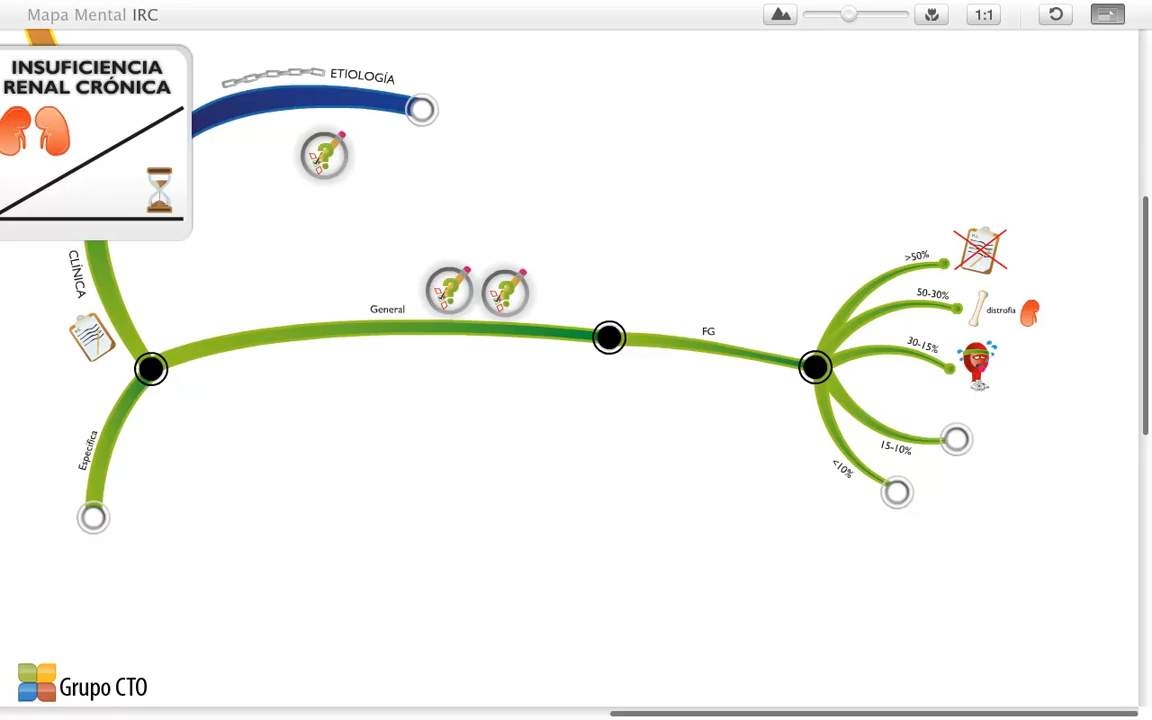 Mapa Mental IRC
1:1
INSUFICIENCIA
RENAL CRÓNICA
ETIOLOGÍA
CLÍNICA
General
FG
>50%
50-30%
distrofia
30-15%
15-10%
<10%
Específica
Grupo CTO